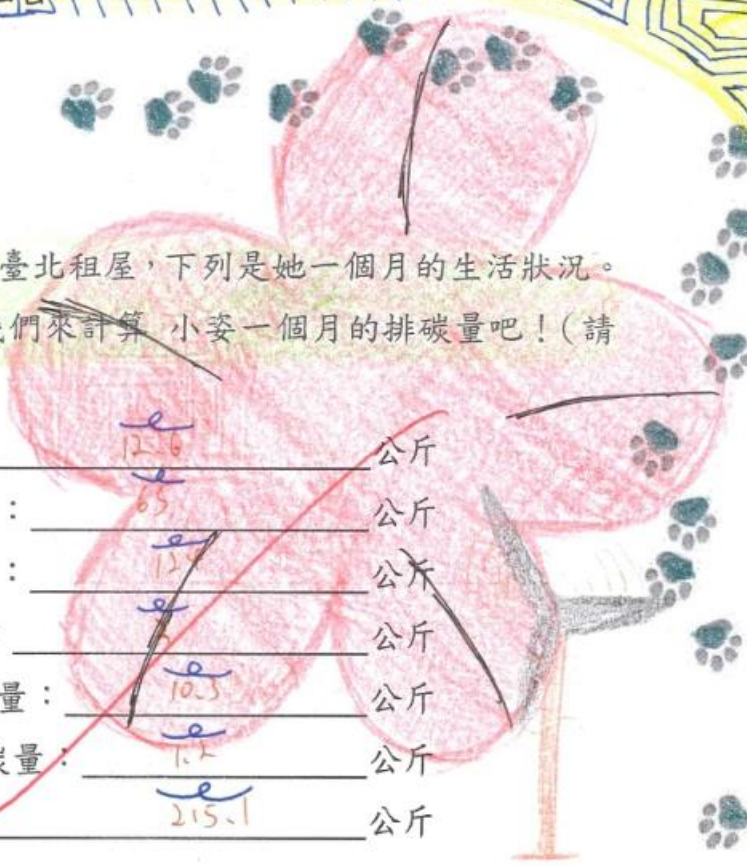 臺北租屋，下列是她一個月的生活狀況。
們來計算 小姿一個月的排碳量吧！(請
12.6 公斤
： 65 公斤
： 公斤
公斤
量： 10.5 公斤
碳量： 1.2 公斤
215.1 公斤